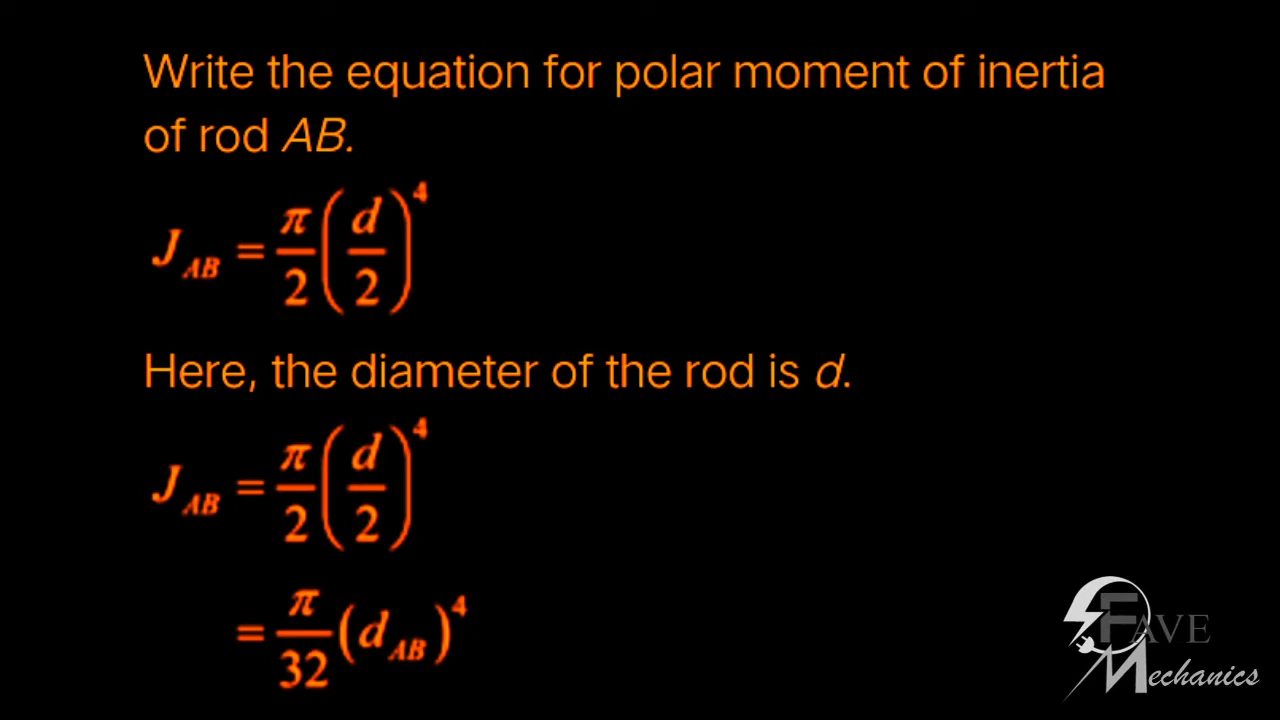 Write the equation for polar moment of inertia
of rod AB.
J_AB = π/2 (d/2)^4
Here, the diameter of the rod is d.
J_AB = π/2 (d/2)^4
= π/32 (d_AB)^4
FAVE
Mechanics